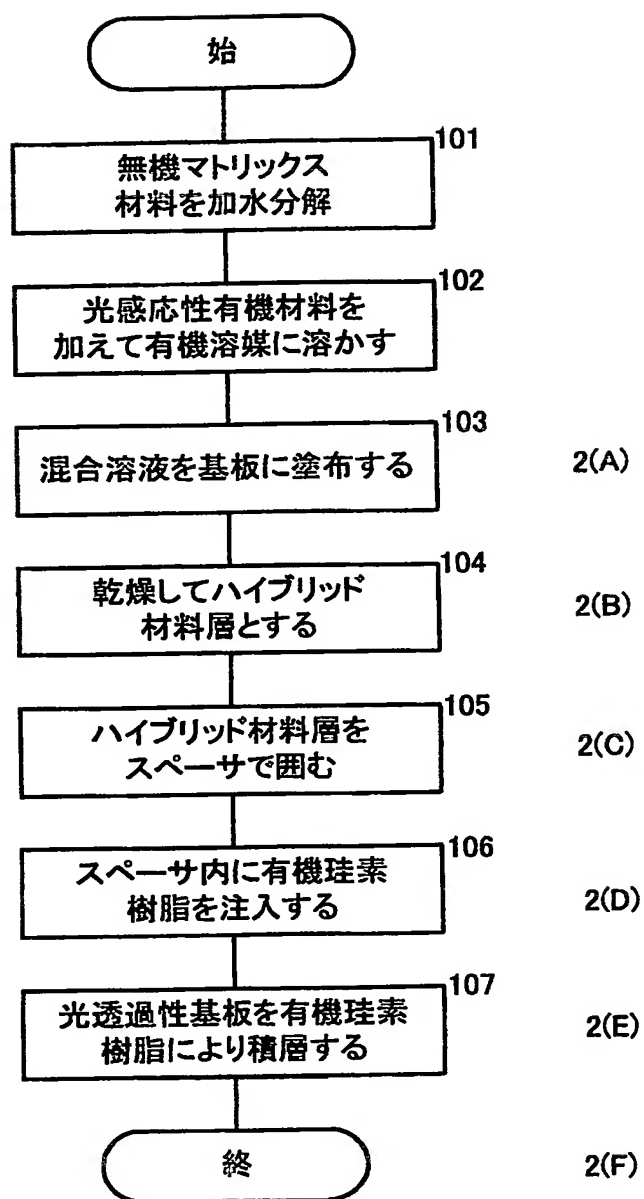 始
101
無機マトリックス
材料を加水分解
102
光感応性有機材料を
加えて有機溶媒に溶かす
103
混合溶液を基板に塗布する
2(A)
104
乾燥してハイブリッド
材料層とする
2(B)
105
ハイブリッド材料層を
スペーサで囲む
2(C)
106
スペーサ内に有機珪素
樹脂を注入する
2(D)
107
光透過性基板を有機珪素
樹脂により積層する
2(E)
終
2(F)